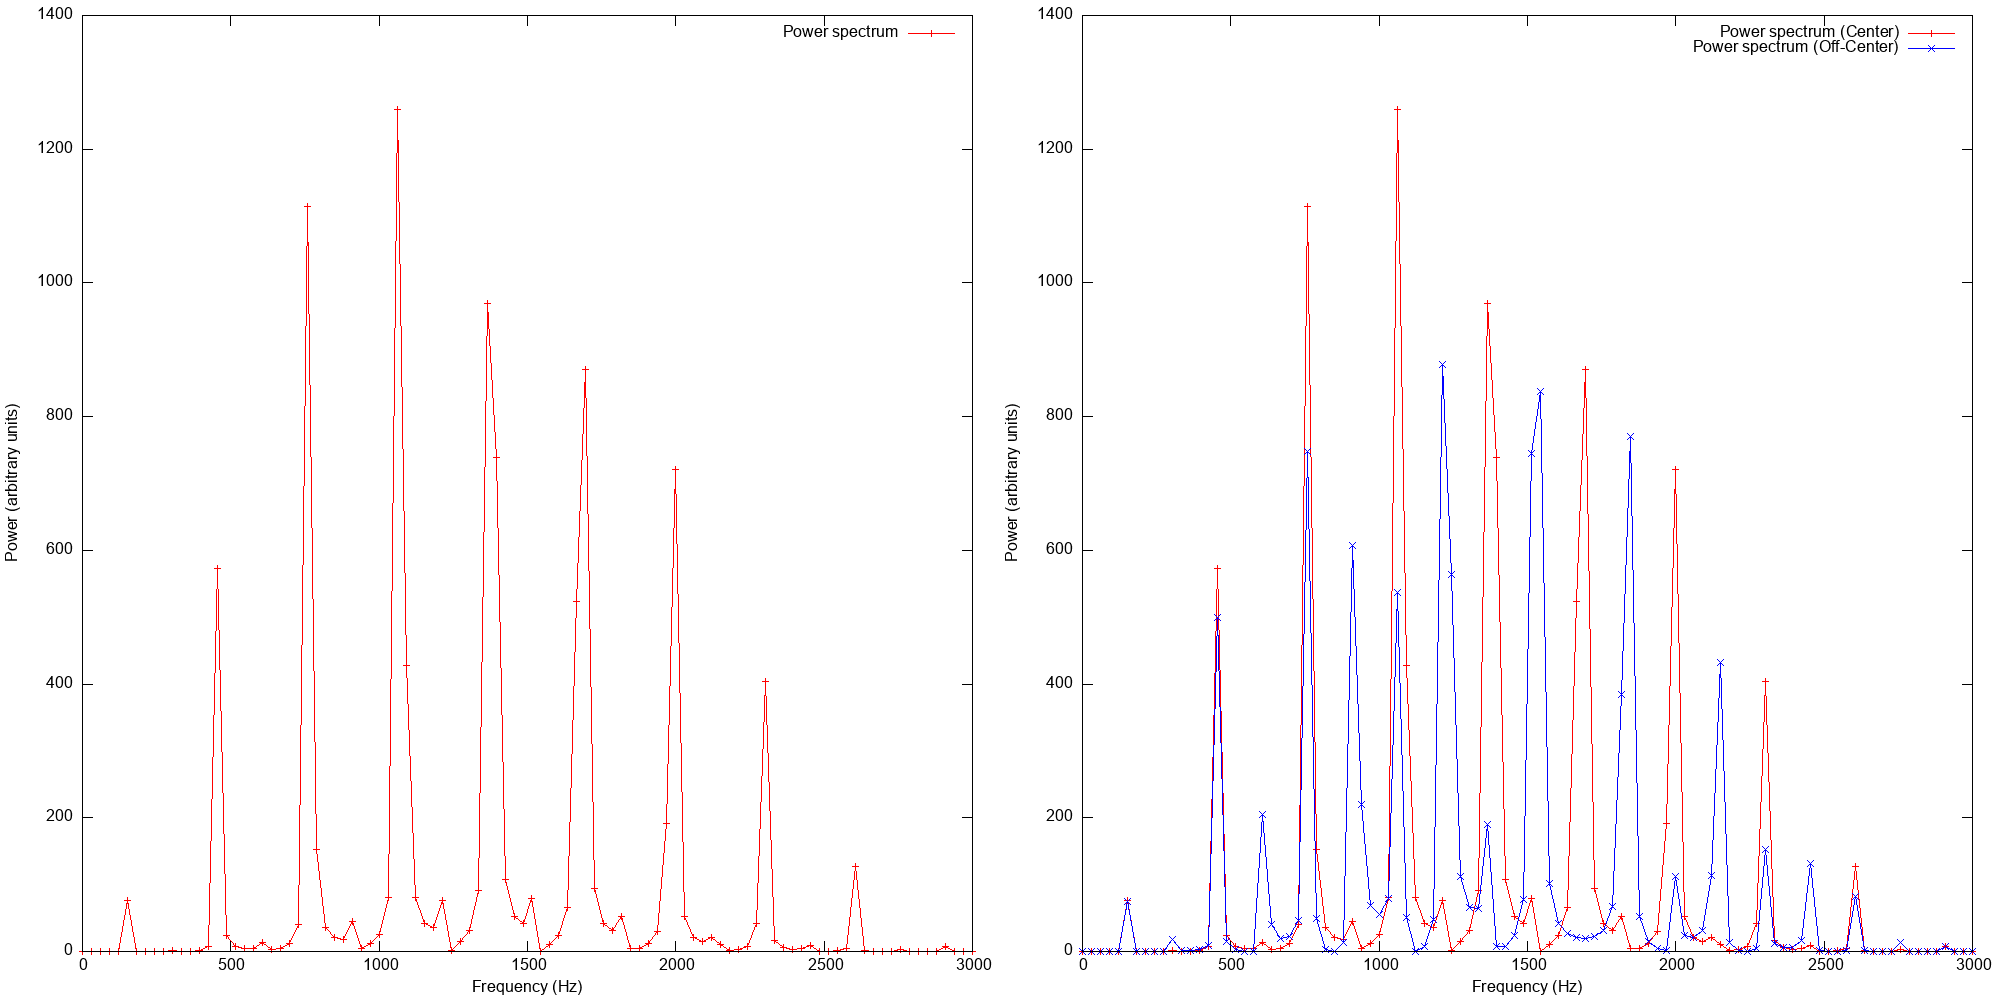 1400
1200
1000
800
600
400
200
0
0 500 1000 1500 2000 2500 3000
Power (arbitrary units)
Frequency (Hz)
Power spectrum
1400
1200
1000
800
600
400
200
0
0 500 1000 1500 2000 2500 3000
Power (arbitrary units)
Frequency (Hz)
Power spectrum (Center)
Power spectrum (Off-Center)